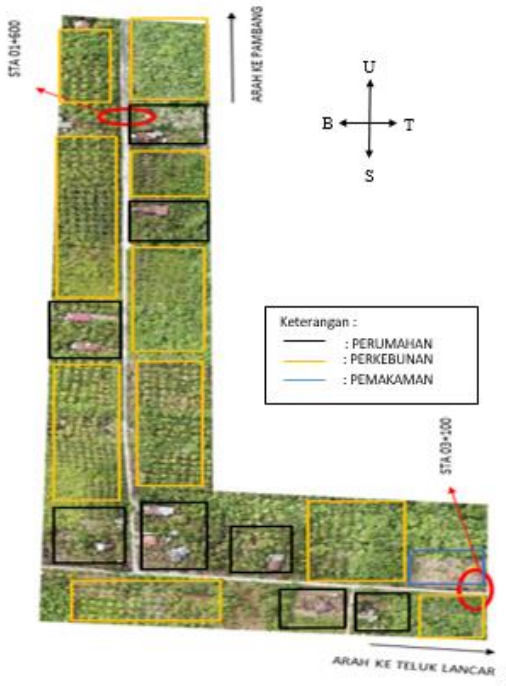 STA 01+600
ARAH KE PAMBANG
U
B
T
S
Keterangan :
: PERUMAHAN
: PERKEBUNAN
: PEMAKAMAN
STA 03+100
ARAH KE TELUK LANCAR